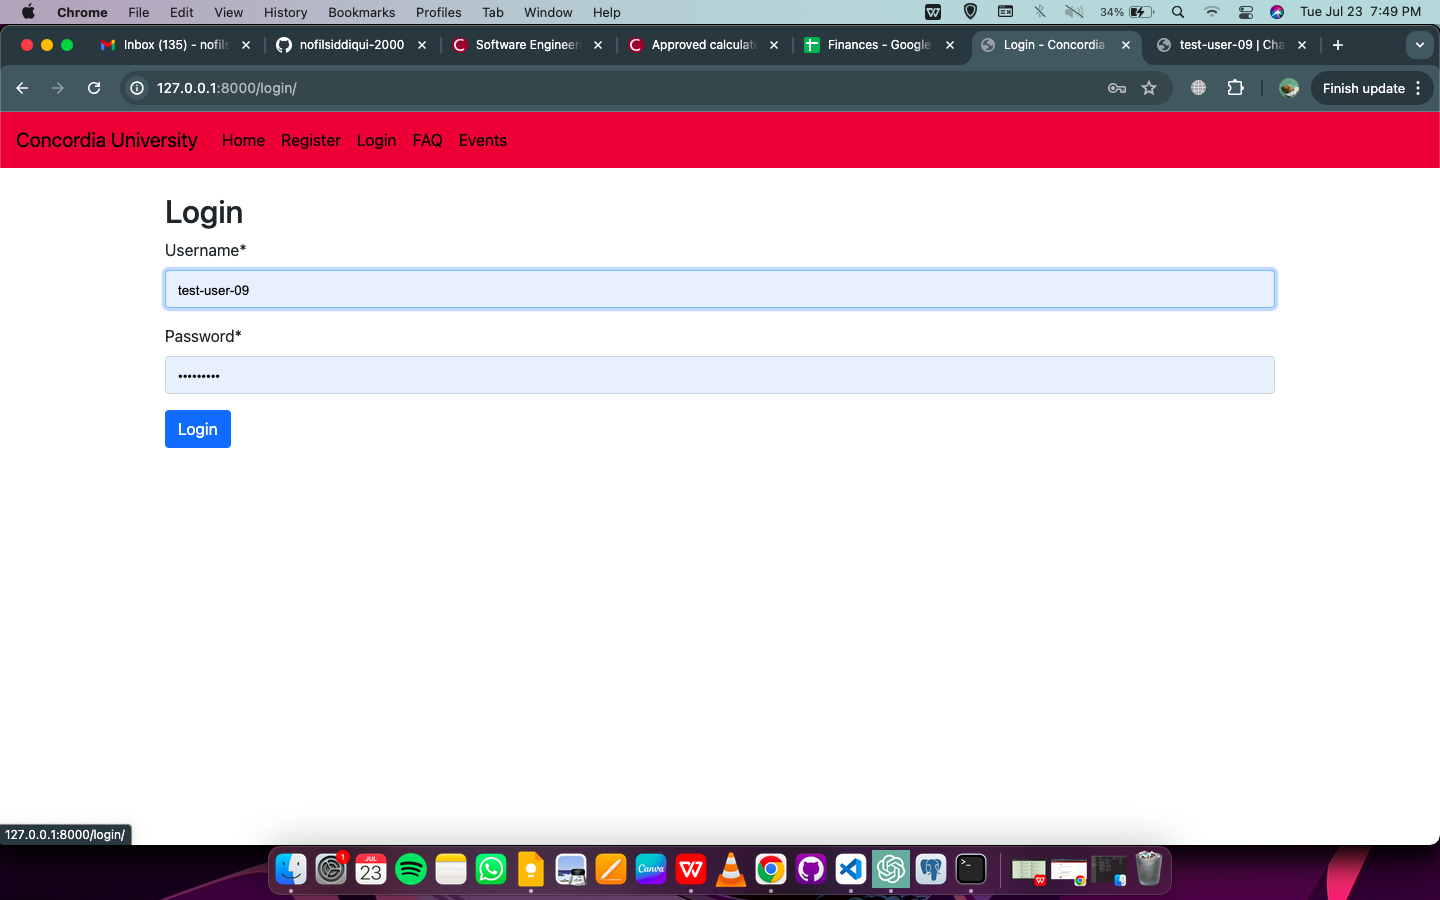 Chrome File Edit View History Bookmarks Profiles Tab Window Help 34% Tue Jul 23 7:49 PM
Inbox (135) - nofils nofilsiddiqui-2000 Software Engineeri Approved calculato Finances - Google Login - Concordia test-user-09 | Cha
127.0.0.1:8000/login/ Finish update
Concordia University Home Register Login FAQ Events
Login
Username*
test-user-09
Password*
•••••••••
Login
127.0.0.1:8000/login/
1
JUL
23
Canva